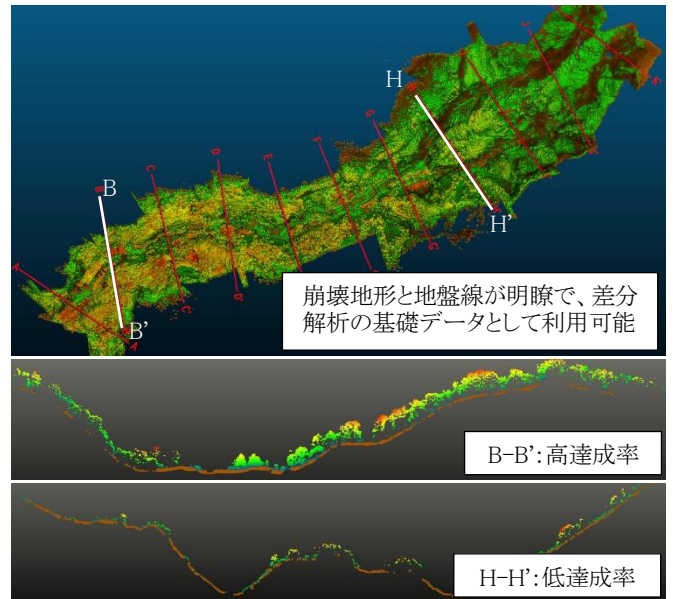 H
B
C
D
E
F
G
J
H'
G
B'
C'
D'
A
崩壊地形と地盤線が明瞭で、差分
解析の基礎データとして利用可能
B-B':高達成率
H-H':低達成率